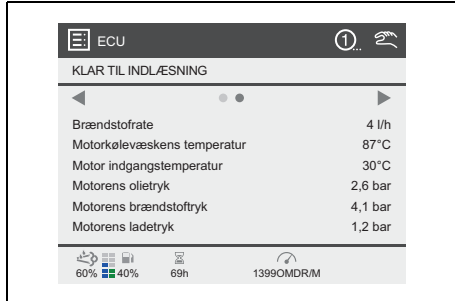 ECU
1...
KLAR TIL INDLÆSNING
Brændstofrate 4 l/h
Motorkølevæskens temperatur 87°C
Motor indgangstemperatur 30°C
Motorens olietryk 2,6 bar
Motorens brændstoftryk 4,1 bar
Motorens ladetryk 1,2 bar
60% 40% 69h 1399OMDR/M